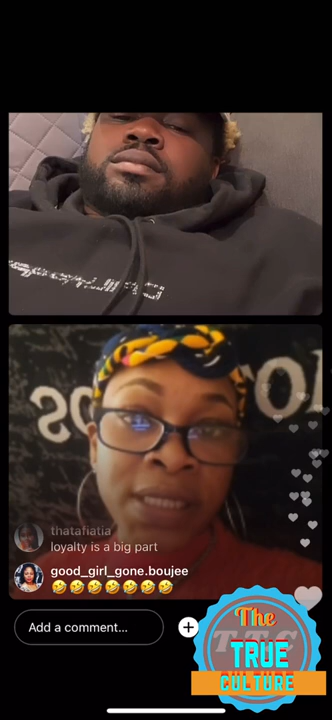 thatafiatia
loyalty is a big part
good_girl_gone.boujee
🤣🤣🤣🤣🤣🤣🤣
Add a comment...
The
TRUE
CULTURE